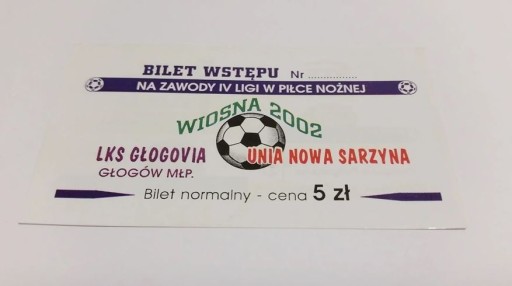 BILET WSTĘPU Nr ................
NA ZAWODY IV LIGI W PIŁCE NOŻNEJ
WIOSNA 2002
LKS GŁOGOVIA UNIA NOWA SARZYNA
GŁOGÓW MŁP.
Bilet normalny - cena 5 zł